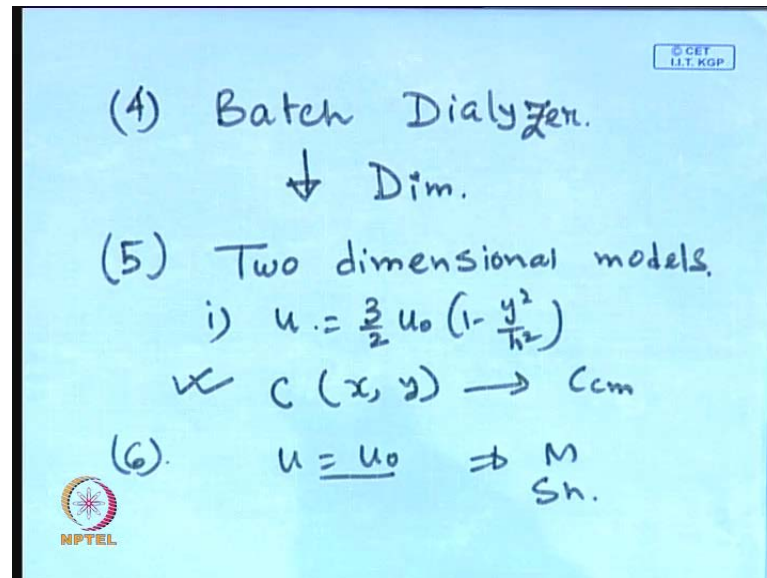 © CET
I.I.T. KGP
(4) Batch Dialyzer.
↓ Dim.
(5) Two dimensional models.
i) u = 3/2 u₀ (1 - y²/h²)
C (x, y) → Ccm
(6). u = u₀ ⇒ M
Sh.
NPTEL